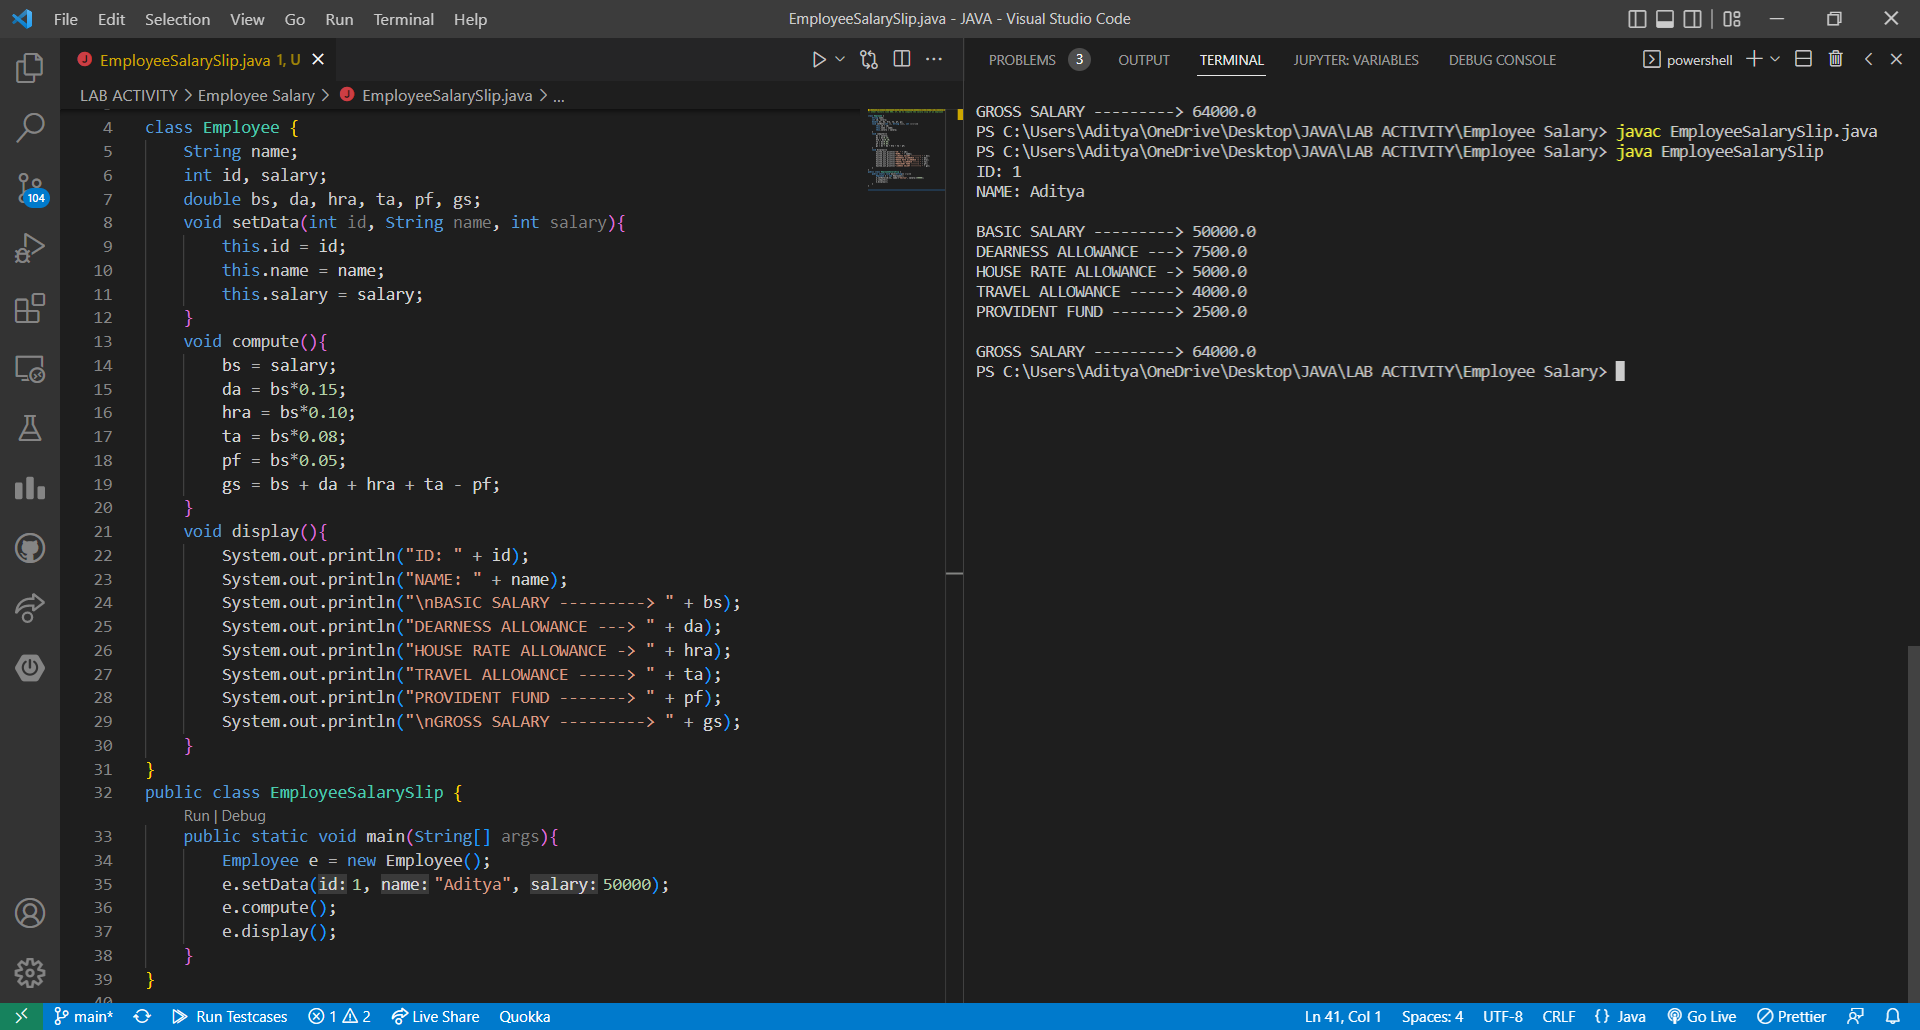 File Edit Selection View Go Run Terminal Help
EmployeeSalarySlip.java - JAVA - Visual Studio Code
EmployeeSalarySlip.java 1, U
LAB ACTIVITY > Employee Salary > EmployeeSalarySlip.java > ...
4 class Employee {
5 String name;
6 int id, salary;
7 double bs, da, hra, ta, pf, gs;
8 void setData(int id, String name, int salary){
9 this.id = id;
10 this.name = name;
11 this.salary = salary;
12 }
13 void compute(){
14 bs = salary;
15 da = bs*0.15;
16 hra = bs*0.10;
17 ta = bs*0.08;
18 pf = bs*0.05;
19 gs = bs + da + hra + ta - pf;
20 }
21 void display(){
22 System.out.println("ID: " + id);
23 System.out.println("NAME: " + name);
24 System.out.println("\nBASIC SALARY ---------> " + bs);
25 System.out.println("DEARNESS ALLOWANCE ---> " + da);
26 System.out.println("HOUSE RATE ALLOWANCE -> " + hra);
27 System.out.println("TRAVEL ALLOWANCE -----> " + ta);
28 System.out.println("PROVIDENT FUND -------> " + pf);
29 System.out.println("\nGROSS SALARY ---------> " + gs);
30 }
31 }
32 public class EmployeeSalarySlip {
Run | Debug
33 public static void main(String[] args){
34 Employee e = new Employee();
35 e.setData(id: 1, name: "Aditya", salary: 50000);
36 e.compute();
37 e.display();
38 }
39 }
40
PROBLEMS 3 OUTPUT TERMINAL JUPYTER: VARIABLES DEBUG CONSOLE
powershell
GROSS SALARY ---------> 64000.0
PS C:\Users\Aditya\OneDrive\Desktop\JAVA\LAB ACTIVITY\Employee Salary> javac EmployeeSalarySlip.java
PS C:\Users\Aditya\OneDrive\Desktop\JAVA\LAB ACTIVITY\Employee Salary> java EmployeeSalarySlip
ID: 1
NAME: Aditya
BASIC SALARY ---------> 50000.0
DEARNESS ALLOWANCE ---> 7500.0
HOUSE RATE ALLOWANCE -> 5000.0
TRAVEL ALLOWANCE -----> 4000.0
PROVIDENT FUND -------> 2500.0
GROSS SALARY ---------> 64000.0
PS C:\Users\Aditya\OneDrive\Desktop\JAVA\LAB ACTIVITY\Employee Salary>
104
main* Run Testcases 1 2 Live Share Quokka
Ln 41, Col 1 Spaces: 4 UTF-8 CRLF {} Java Go Live Prettier